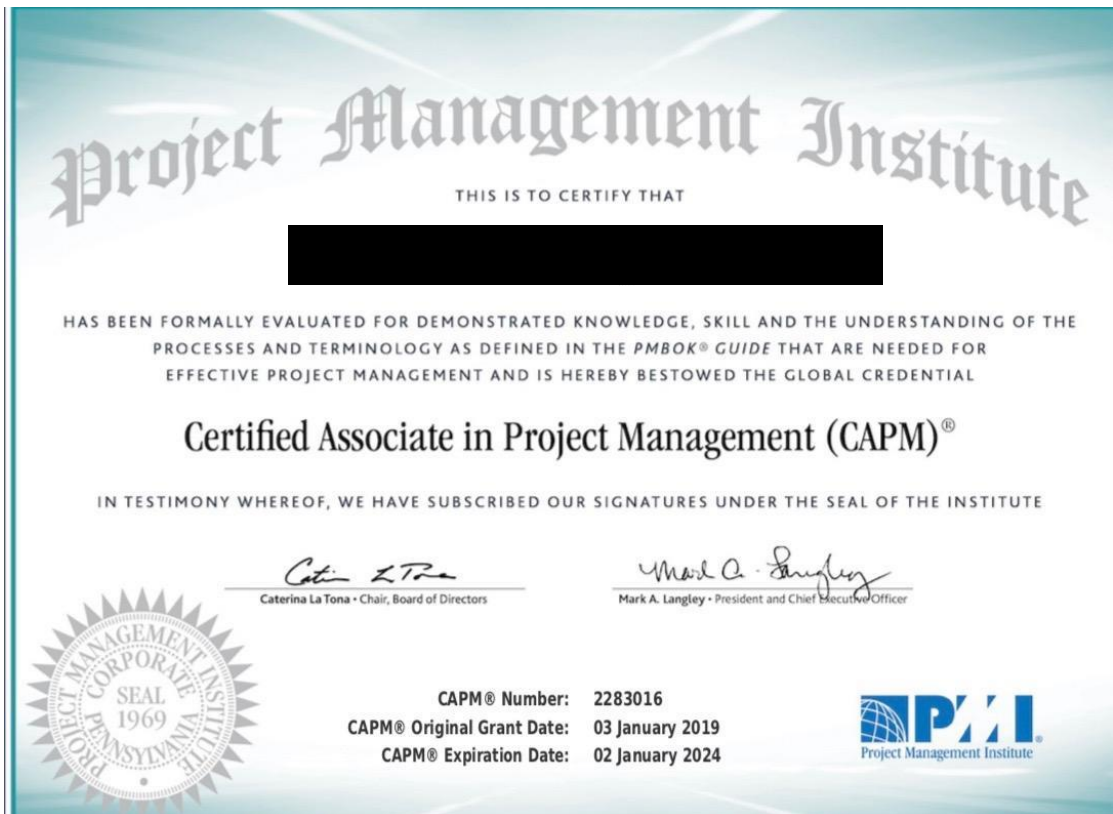 Project Management Institute
THIS IS TO CERTIFY THAT
HAS BEEN FORMALLY EVALUATED FOR DEMONSTRATED KNOWLEDGE, SKILL AND THE UNDERSTANDING OF THE
PROCESSES AND TERMINOLOGY AS DEFINED IN THE PMBOK® GUIDE THAT ARE NEEDED FOR
EFFECTIVE PROJECT MANAGEMENT AND IS HEREBY BESTOWED THE GLOBAL CREDENTIAL
Certified Associate in Project Management (CAPM)®
IN TESTIMONY WHEREOF, WE HAVE SUBSCRIBED OUR SIGNATURES UNDER THE SEAL OF THE INSTITUTE
Caterina La Tona • Chair, Board of Directors
Mark A. Langley
Mark A. Langley • President and Chief Executive Officer
PROJECT MANAGEMENT INSTITUTE
CORPORATE
SEAL
1969
PENNSYLVANIA
CAPM® Number: 2283016
CAPM® Original Grant Date: 03 January 2019
CAPM® Expiration Date: 02 January 2024
PMI®
Project Management Institute